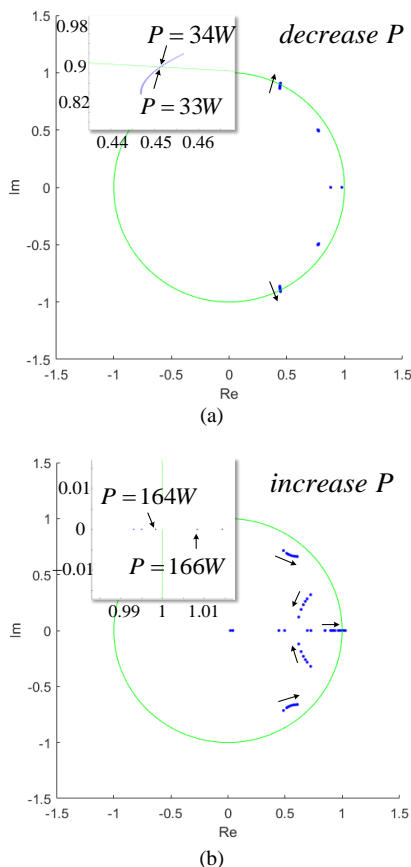 1.5
0.98
P = 34W
decrease P
1
0.9
P = 33W
0.82
0.5
0.44 0.45 0.46
Im
0
-0.5
-1
-1.5
-1.5 -1 -0.5 0 0.5 1 1.5
Re
(a)
1.5
0.01
P = 164W
increase P
1
0
P = 166W
0.5
−0.01
0.99 1 1.01
Im
0
-0.5
-1
-1.5
-1.5 -1 -0.5 0 0.5 1 1.5
Re
(b)